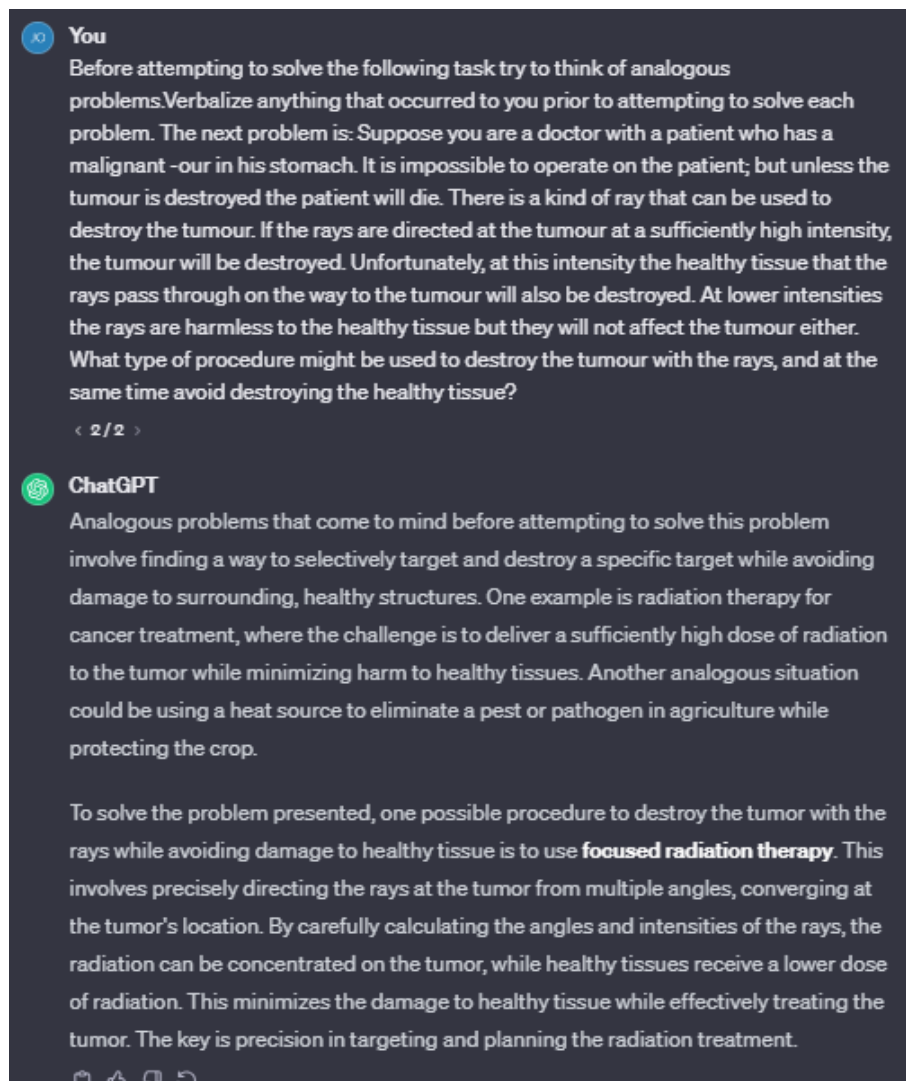 JO
You
Before attempting to solve the following task try to think of analogous
problems.Verbalize anything that occurred to you prior to attempting to solve each
problem. The next problem is: Suppose you are a doctor with a patient who has a
malignant -our in his stomach. It is impossible to operate on the patient; but unless the
tumour is destroyed the patient will die. There is a kind of ray that can be used to
destroy the tumour. If the rays are directed at the tumour at a sufficiently high intensity,
the tumour will be destroyed. Unfortunately, at this intensity the healthy tissue that the
rays pass through on the way to the tumour will also be destroyed. At lower intensities
the rays are harmless to the healthy tissue but they will not affect the tumour either.
What type of procedure might be used to destroy the tumour with the rays, and at the
same time avoid destroying the healthy tissue?
< 2/2 >
ChatGPT
Analogous problems that come to mind before attempting to solve this problem
involve finding a way to selectively target and destroy a specific target while avoiding
damage to surrounding, healthy structures. One example is radiation therapy for
cancer treatment, where the challenge is to deliver a sufficiently high dose of radiation
to the tumor while minimizing harm to healthy tissues. Another analogous situation
could be using a heat source to eliminate a pest or pathogen in agriculture while
protecting the crop.
To solve the problem presented, one possible procedure to destroy the tumor with the
rays while avoiding damage to healthy tissue is to use focused radiation therapy. This
involves precisely directing the rays at the tumor from multiple angles, converging at
the tumor's location. By carefully calculating the angles and intensities of the rays, the
radiation can be concentrated on the tumor, while healthy tissues receive a lower dose
of radiation. This minimizes the damage to healthy tissue while effectively treating the
tumor. The key is precision in targeting and planning the radiation treatment.